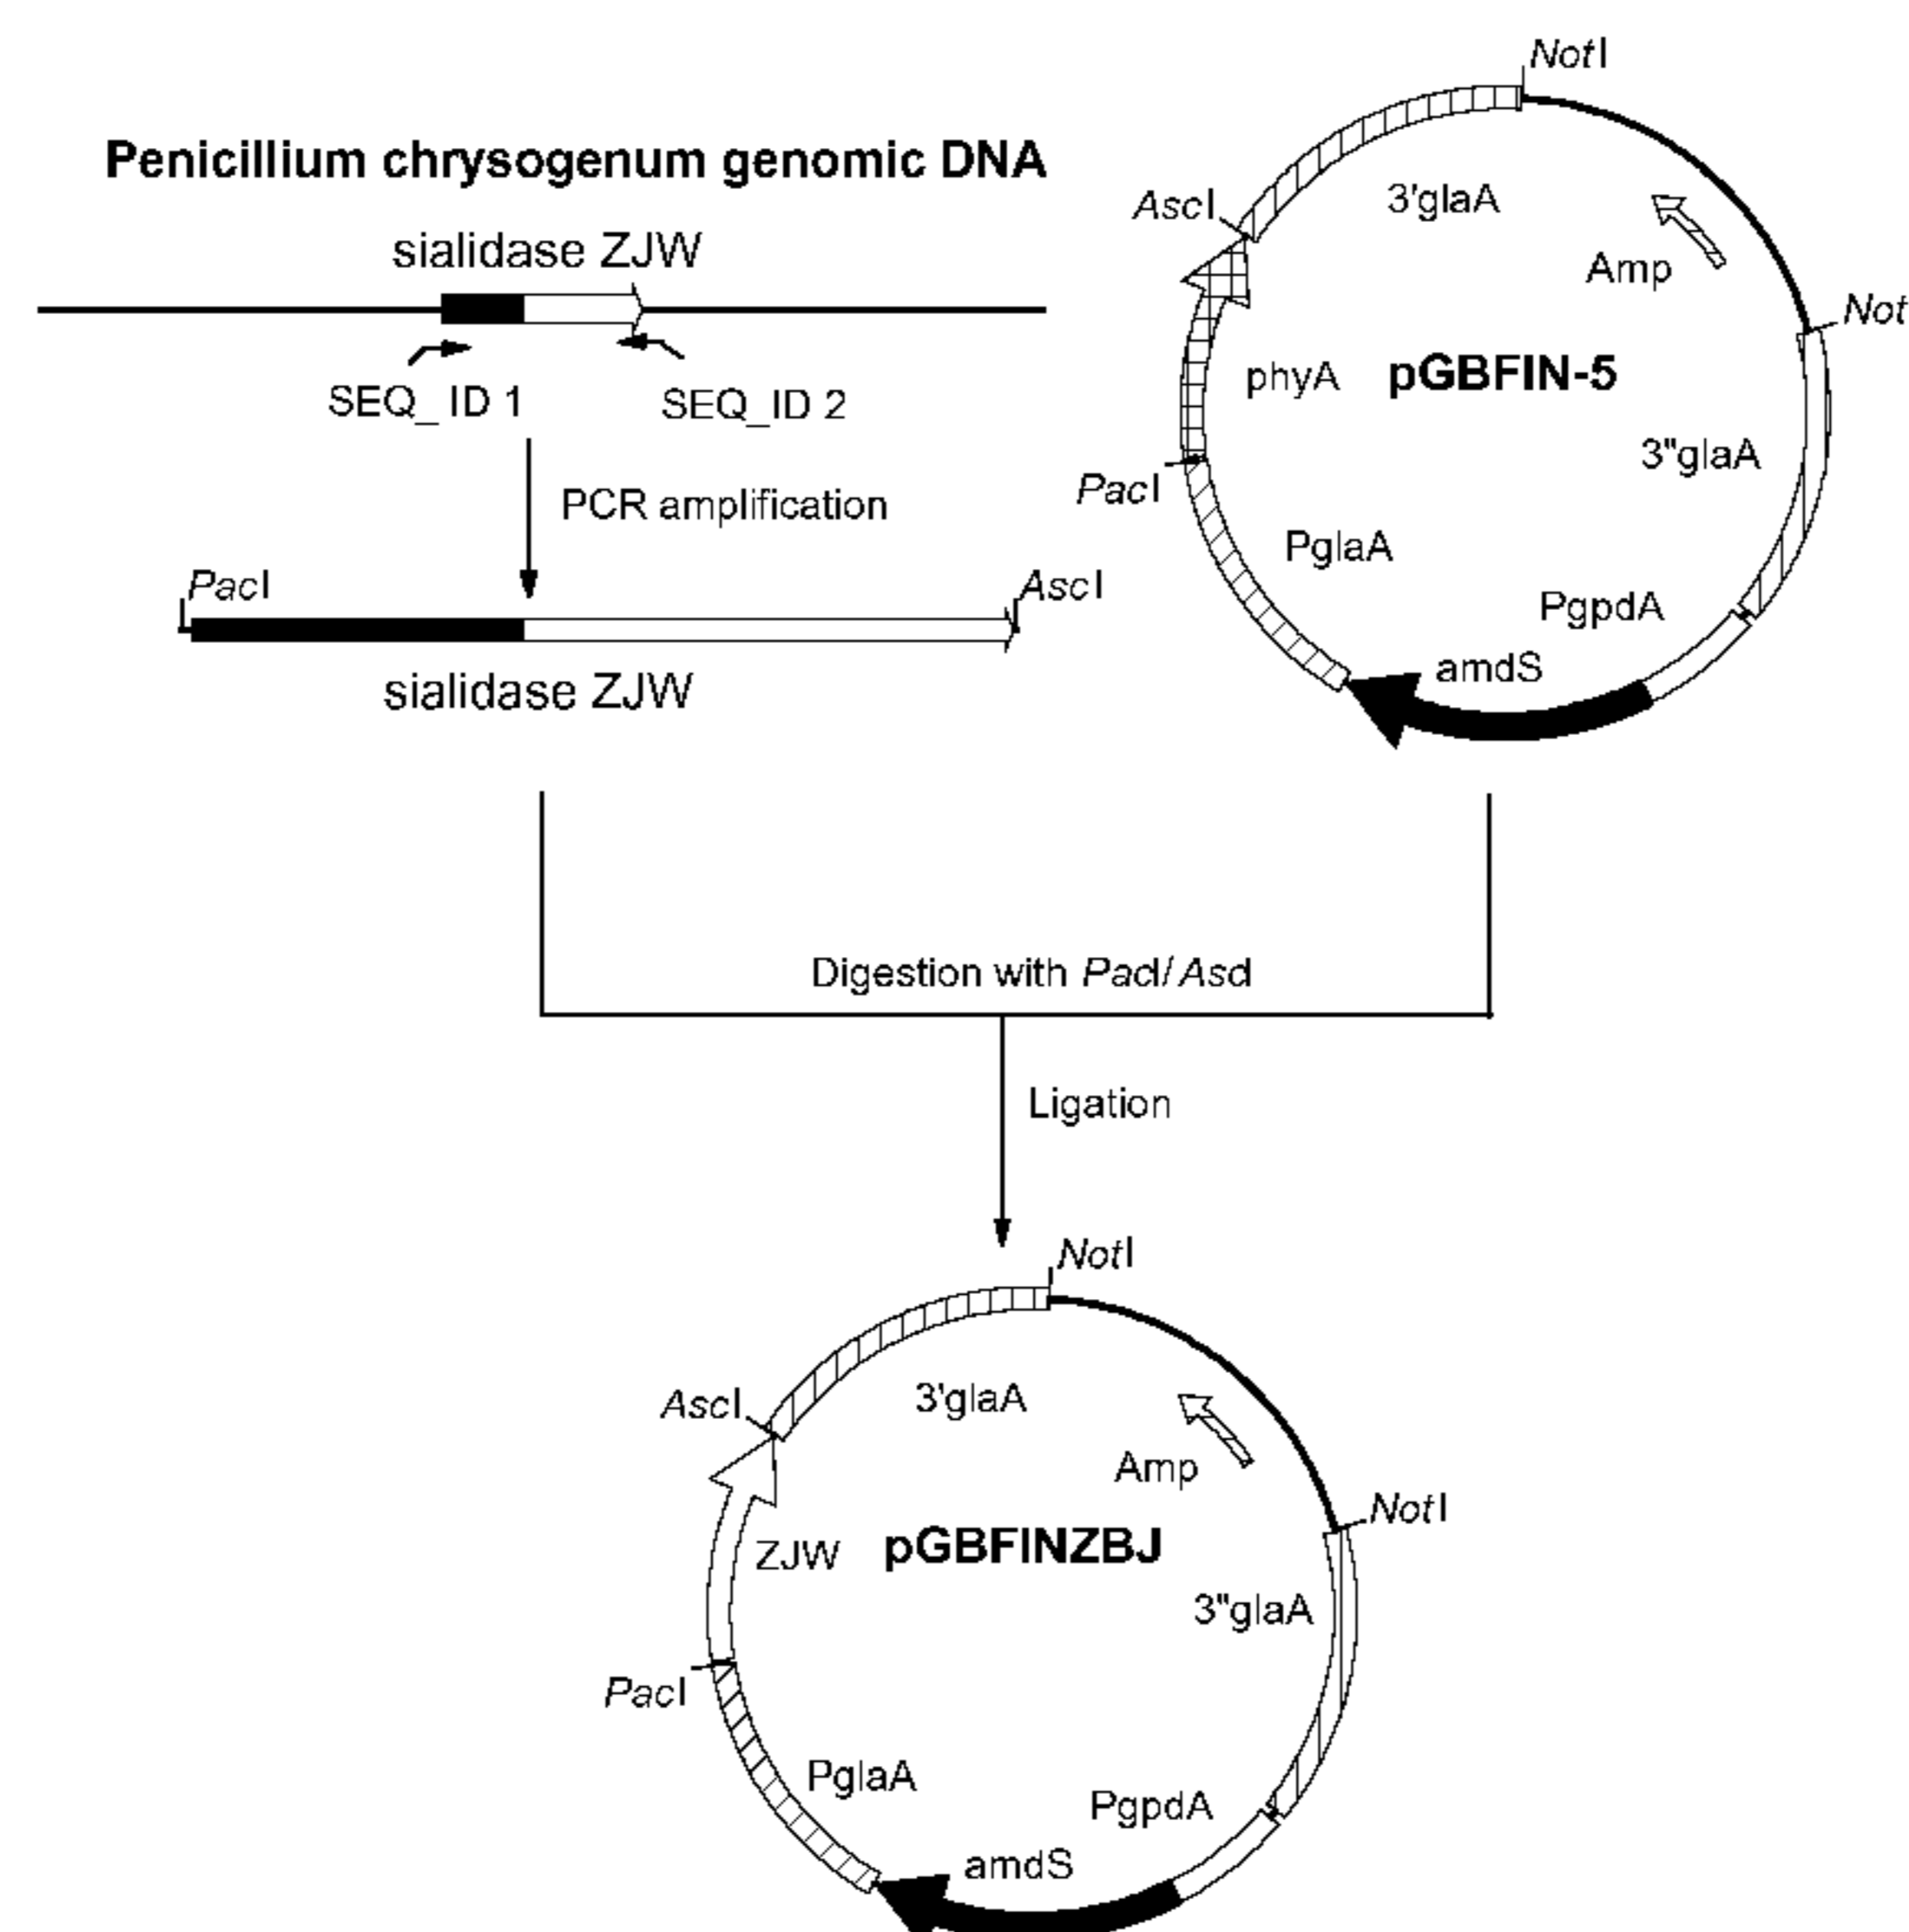 Penicillium chrysogenum genomic DNA
sialidase ZJW
SEQ_ ID 1
SEQ_ID 2
PCR amplification
PacI
AscI
sialidase ZJW
NotI
AscI
3'glaA
Amp
Not
phyA
pGBFIN-5
3"glaA
PacI
PglaA
PgpdA
amdS
Digestion with PacI/AscI
Ligation
NotI
AscI
3'glaA
Amp
NotI
ZJW
pGBFINZBJ
3"glaA
PacI
PglaA
PgpdA
amdS